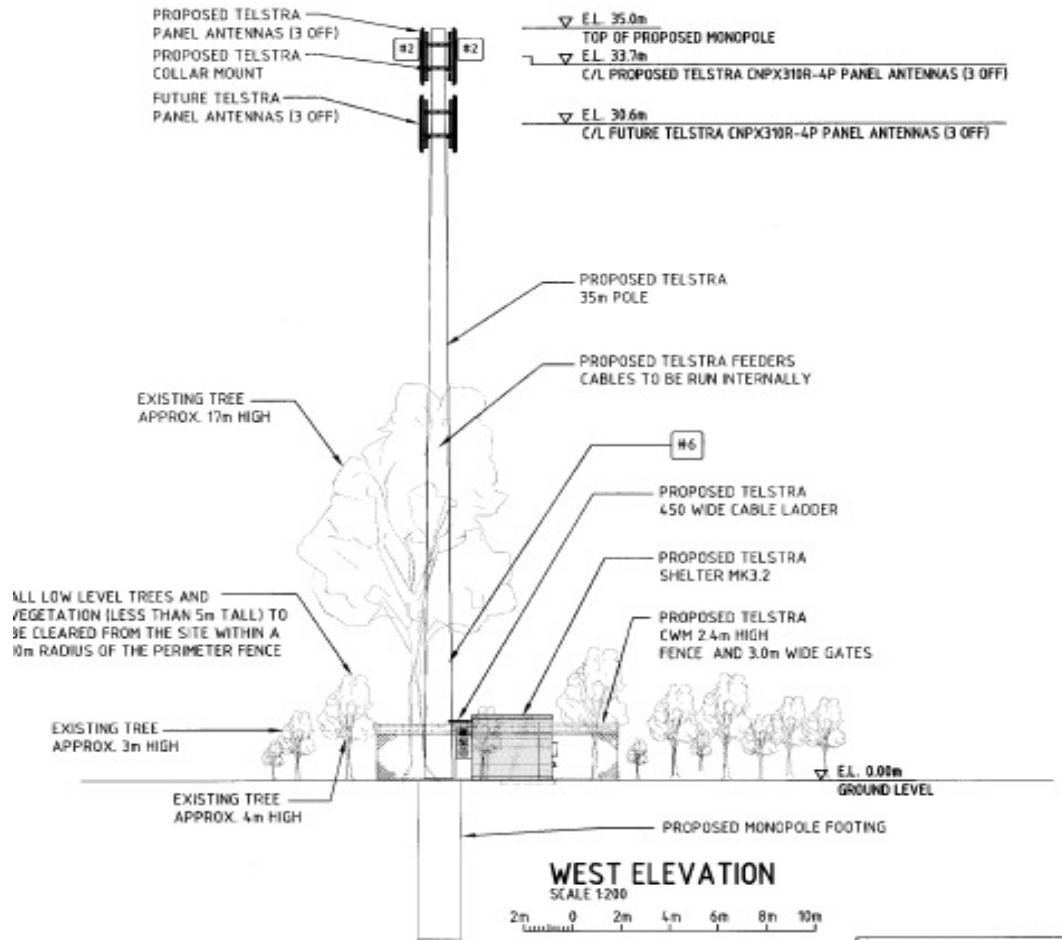 PROPOSED TELSTRA
PANEL ANTENNAS (3 OFF)
#2
#2
PROPOSED TELSTRA
COLLAR MOUNT
FUTURE TELSTRA
PANEL ANTENNAS (3 OFF)
E.L. 35.0m
TOP OF PROPOSED MONOPOLE
E.L. 33.7m
C/L PROPOSED TELSTRA CNPX310R-4P PANEL ANTENNAS (3 OFF)
E.L. 30.6m
C/L FUTURE TELSTRA CNPX310R-4P PANEL ANTENNAS (3 OFF)
PROPOSED TELSTRA
35m POLE
PROPOSED TELSTRA FEEDERS
CABLES TO BE RUN INTERNALLY
EXISTING TREE
APPROX. 17m HIGH
#6
PROPOSED TELSTRA
450 WIDE CABLE LADDER
PROPOSED TELSTRA
SHELTER MK3.2
ALL LOW LEVEL TREES AND
VEGETATION (LESS THAN 5m TALL) TO
BE CLEARED FROM THE SITE WITHIN A
0m RADIUS OF THE PERIMETER FENCE
PROPOSED TELSTRA
CWM 2.4m HIGH
FENCE AND 3.0m WIDE GATES
EXISTING TREE
APPROX. 3m HIGH
EXISTING TREE
APPROX. 4m HIGH
E.L. 0.00m
GROUND LEVEL
PROPOSED MONOPOLE FOOTING
WEST ELEVATION
SCALE 1:200
2m 0 2m 4m 6m 8m 10m